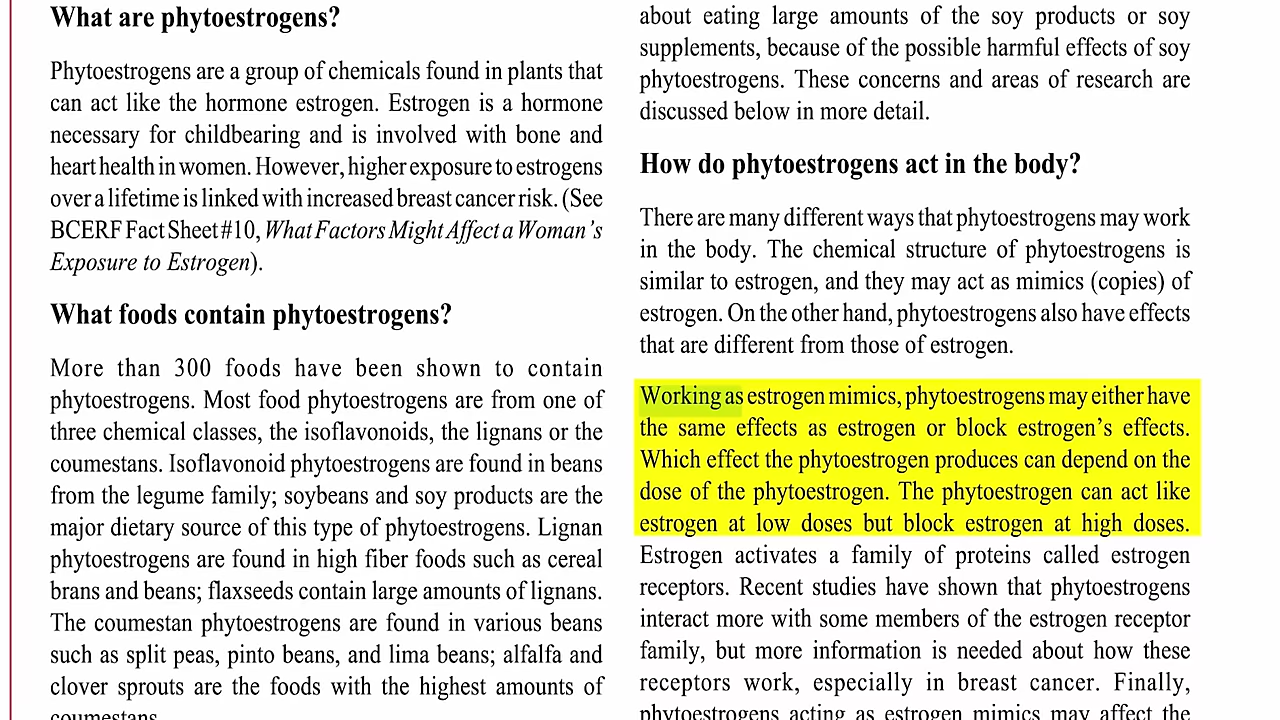 What are phytoestrogens?
Phytoestrogens are a group of chemicals found in plants that
can act like the hormone estrogen. Estrogen is a hormone
necessary for childbearing and is involved with bone and
heart health in women. However, higher exposure to estrogens
over a lifetime is linked with increased breast cancer risk. (See
BCERF Fact Sheet #10, What Factors Might Affect a Woman's
Exposure to Estrogen).
What foods contain phytoestrogens?
More than 300 foods have been shown to contain
phytoestrogens. Most food phytoestrogens are from one of
three chemical classes, the isoflavonoids, the lignans or the
coumestans. Isoflavonoid phytoestrogens are found in beans
from the legume family; soybeans and soy products are the
major dietary source of this type of phytoestrogens. Lignan
phytoestrogens are found in high fiber foods such as cereal
brans and beans; flaxseeds contain large amounts of lignans.
The coumestan phytoestrogens are found in various beans
such as split peas, pinto beans, and lima beans; alfalfa and
clover sprouts are the foods with the highest amounts of
coumestans.
about eating large amounts of the soy products or soy
supplements, because of the possible harmful effects of soy
phytoestrogens. These concerns and areas of research are
discussed below in more detail.
How do phytoestrogens act in the body?
There are many different ways that phytoestrogens may work
in the body. The chemical structure of phytoestrogens is
similar to estrogen, and they may act as mimics (copies) of
estrogen. On the other hand, phytoestrogens also have effects
that are different from those of estrogen.
Working as estrogen mimics, phytoestrogens may either have
the same effects as estrogen or block estrogen's effects.
Which effect the phytoestrogen produces can depend on the
dose of the phytoestrogen. The phytoestrogen can act like
estrogen at low doses but block estrogen at high doses.
Estrogen activates a family of proteins called estrogen
receptors. Recent studies have shown that phytoestrogens
interact more with some members of the estrogen receptor
family, but more information is needed about how these
receptors work, especially in breast cancer. Finally,
phytoestrogens acting as estrogen mimics may affect the